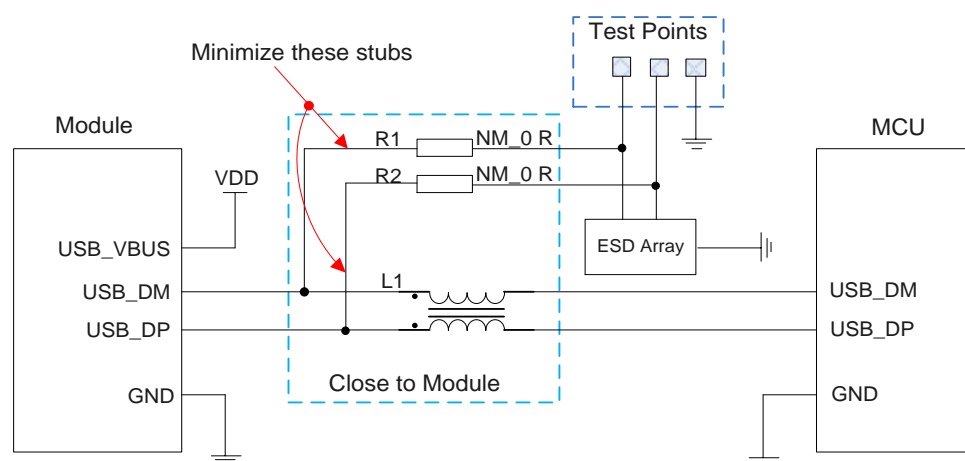 Test Points
Minimize these stubs
Module
MCU
R1
NM_0 R
VDD
R2
NM_0 R
USB_VBUS
ESD Array
USB_DM
L1
USB_DM
USB_DP
USB_DP
Close to Module
GND
GND